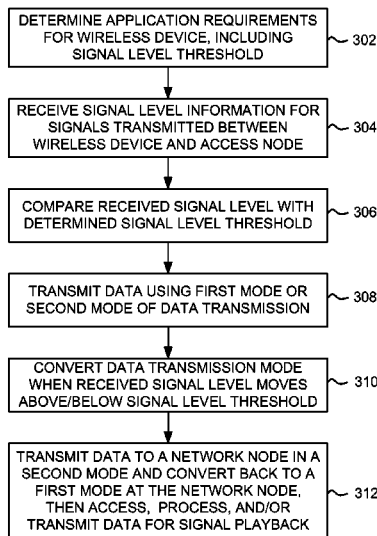 DETERMINE APPLICATION REQUIREMENTS
FOR WIRELESS DEVICE, INCLUDING
SIGNAL LEVEL THRESHOLD
302
RECEIVE SIGNAL LEVEL INFORMATION FOR
SIGNALS TRANSMITTED BETWEEN
WIRELESS DEVICE AND ACCESS NODE
304
COMPARE RECEIVED SIGNAL LEVEL WITH
DETERMINED SIGNAL LEVEL THRESHOLD
306
TRANSMIT DATA USING FIRST MODE OR
SECOND MODE OF DATA TRANSMISSION
308
CONVERT DATA TRANSMISSION MODE
WHEN RECEIVED SIGNAL LEVEL MOVES
ABOVE/BELOW SIGNAL LEVEL THRESHOLD
310
TRANSMIT DATA TO A NETWORK NODE IN A
SECOND MODE AND CONVERT BACK TO A
FIRST MODE AT THE NETWORK NODE,
THEN ACCESS, PROCESS, AND/OR
TRANSMIT DATA FOR SIGNAL PLAYBACK
312